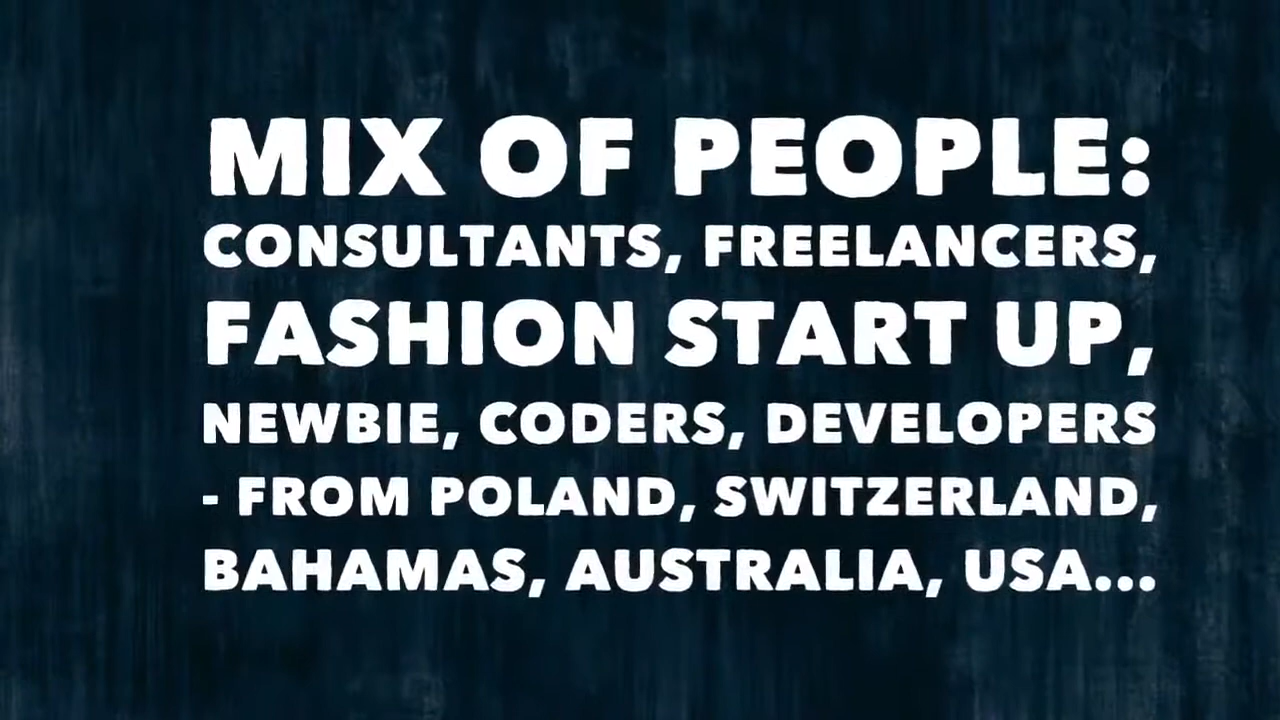 MIX OF PEOPLE:
CONSULTANTS, FREELANCERS,
FASHION START UP,
NEWBIE, CODERS, DEVELOPERS
- FROM POLAND, SWITZERLAND,
BAHAMAS, AUSTRALIA, USA...